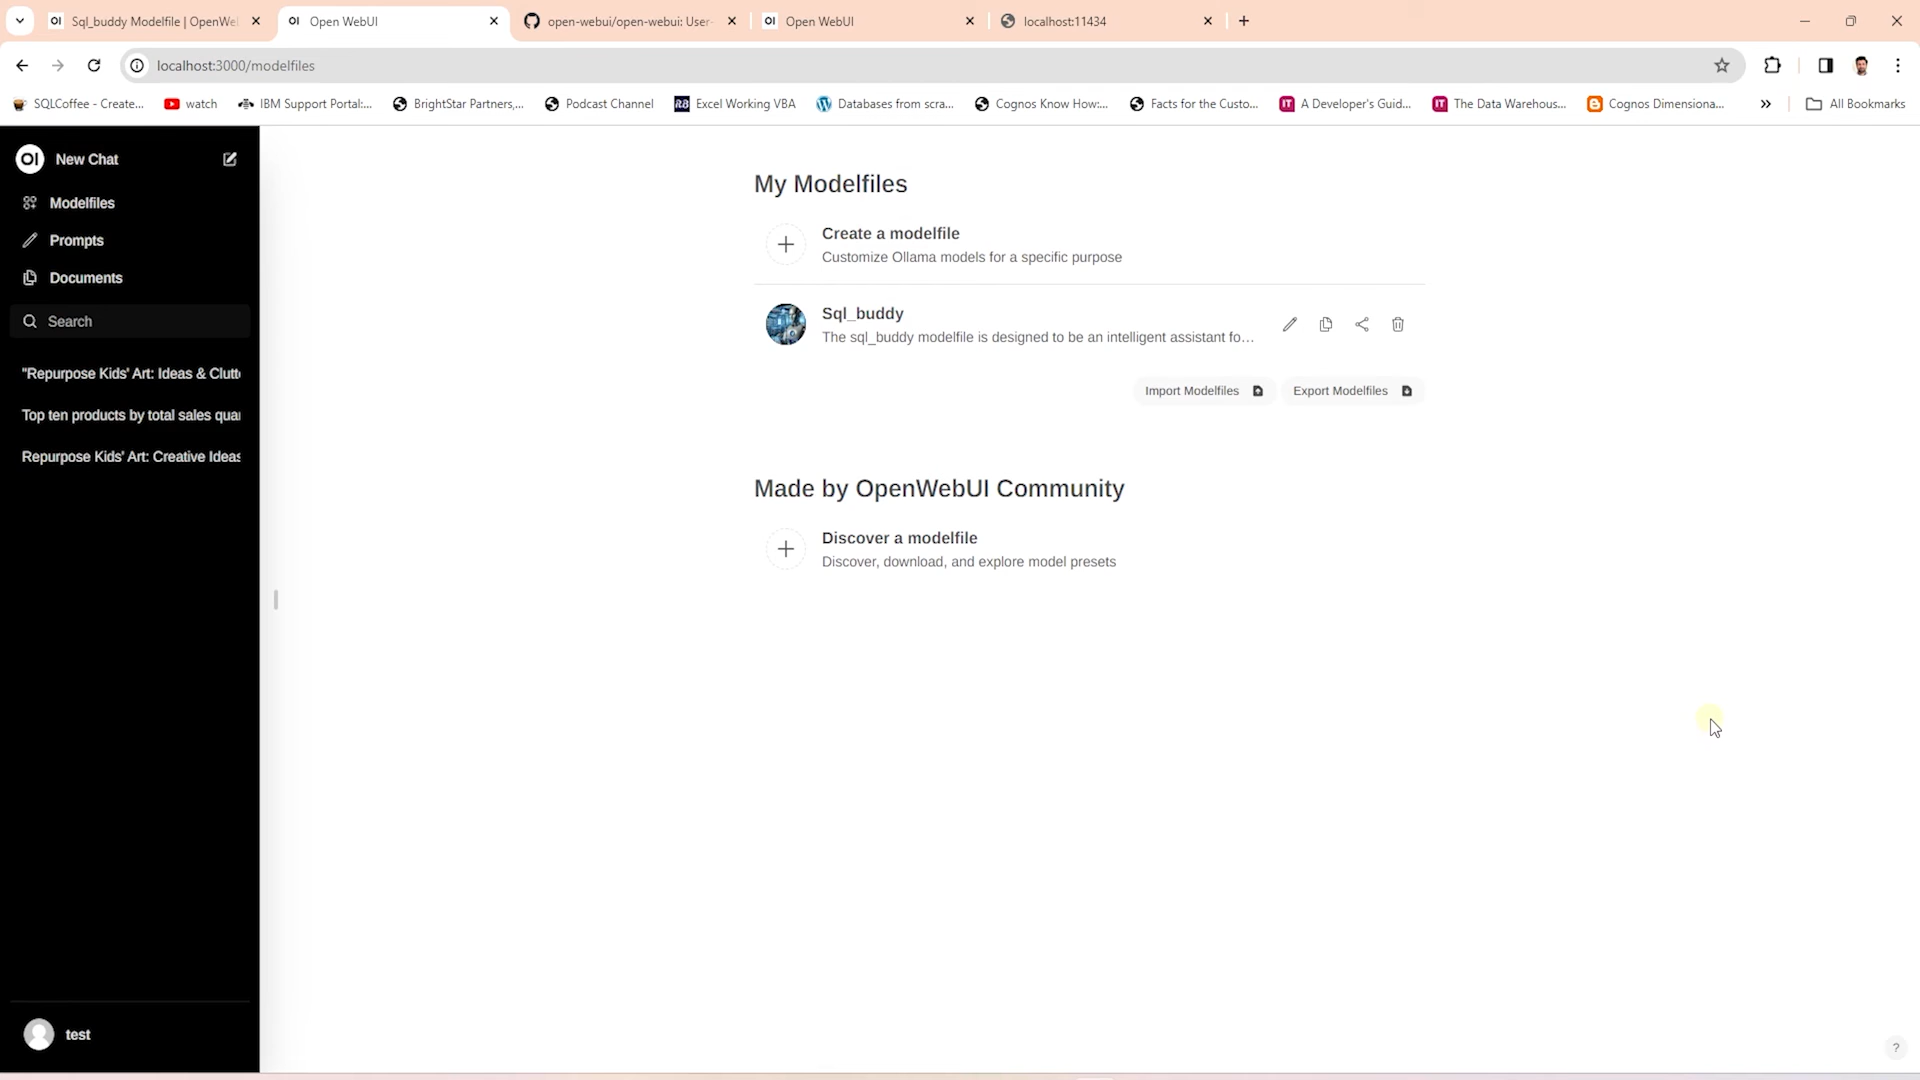 Sql_buddy Modelfile | OpenWe
Open WebUI
open-webui/open-webui: User-
Open WebUI
localhost:11434
localhost:3000/modelfiles
SQLCoffee - Create...
watch
IBM Support Portal:...
BrightStar Partners,...
Podcast Channel
Excel Working VBA
Databases from scra...
Cognos Know How:...
Facts for the Custo...
A Developer's Guid...
The Data Warehous...
Cognos Dimensiona...
All Bookmarks
OI New Chat
Modelfiles
Prompts
Documents
Search
"Repurpose Kids' Art: Ideas & Clutte
Top ten products by total sales quan
Repurpose Kids' Art: Creative Ideas
test
My Modelfiles
Create a modelfile
Customize Ollama models for a specific purpose
Sql_buddy
The sql_buddy modelfile is designed to be an intelligent assistant fo...
Import Modelfiles
Export Modelfiles
Made by OpenWebUI Community
Discover a modelfile
Discover, download, and explore model presets
?